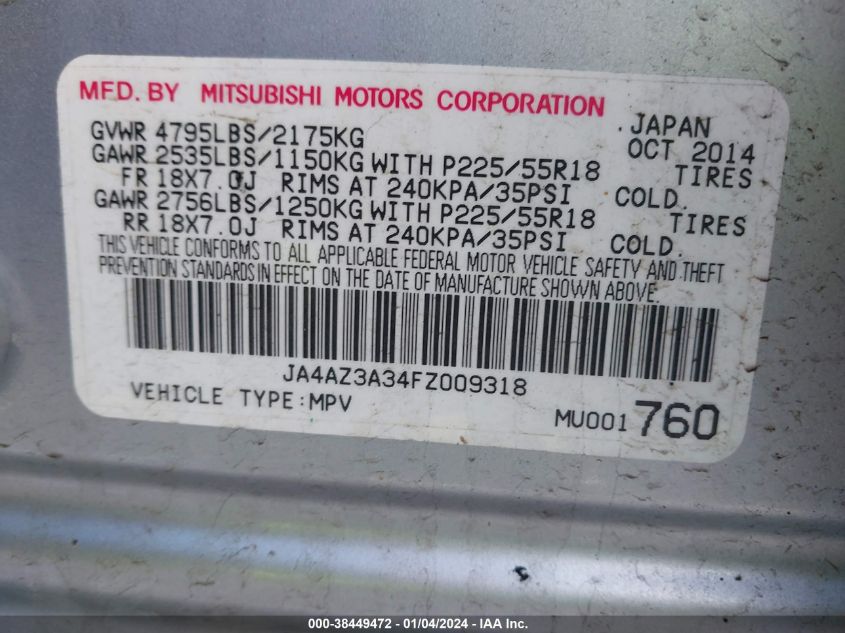 MFD. BY MITSUBISHI MOTORS CORPORATION
GVWR 4795LBS/2175KG .JAPAN
OCT 2014
GAWR 2535LBS/1150KG WITH P225/55R18 TIRES
FR 18X7.0J RIMS AT 240KPA/35PSI COLD.
GAWR 2756LBS/1250KG WITH P225/55R18 TIRES
RR 18X7.0J RIMS AT 240KPA/35PSI COLD.
THIS VEHICLE CONFORMS TO ALL APPLICABLE FEDERAL MOTOR VEHICLE SAFETY AND THEFT
PREVENTION STANDARDS IN EFFECT ON THE DATE OF MANUFACTURE SHOWN ABOVE.
JA4AZ3A34FZ009318
VEHICLE TYPE:MPV MU001 760
000-38449472 - 01/04/2024 - IAA Inc.